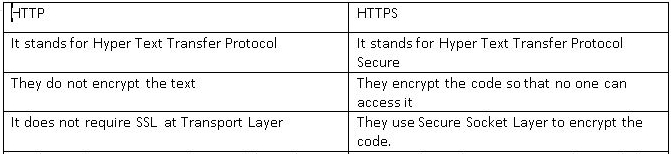 HTTP HTTPS
It stands for Hyper Text Transfer Protocol It stands for Hyper Text Transfer Protocol
Secure
They do not encrypt the text They encrypt the code so that no one can
access it
It does not require SSL at Transport Layer They use Secure Socket Layer to encrypt the
code.